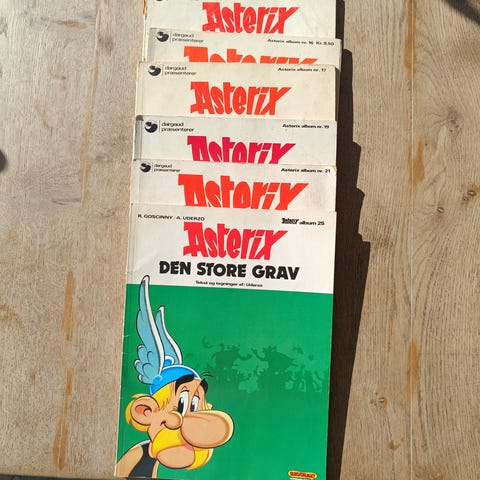 Asterix
dargaud
præsenterer
Asterix album nr. 16 Kr. 9.50
Asterix
dargaud
præsenterer
Asterix album nr. 17
Asterix
dargaud
præsenterer
Asterix album nr. 19
Asterix
dargaud
præsenterer
Asterix album nr. 21
Asterix
R. GOSCINNY - A. UDERZO
Asterix album 25
Asterix
DEN STORE GRAV
Tekst og tegninger af: Uderzo